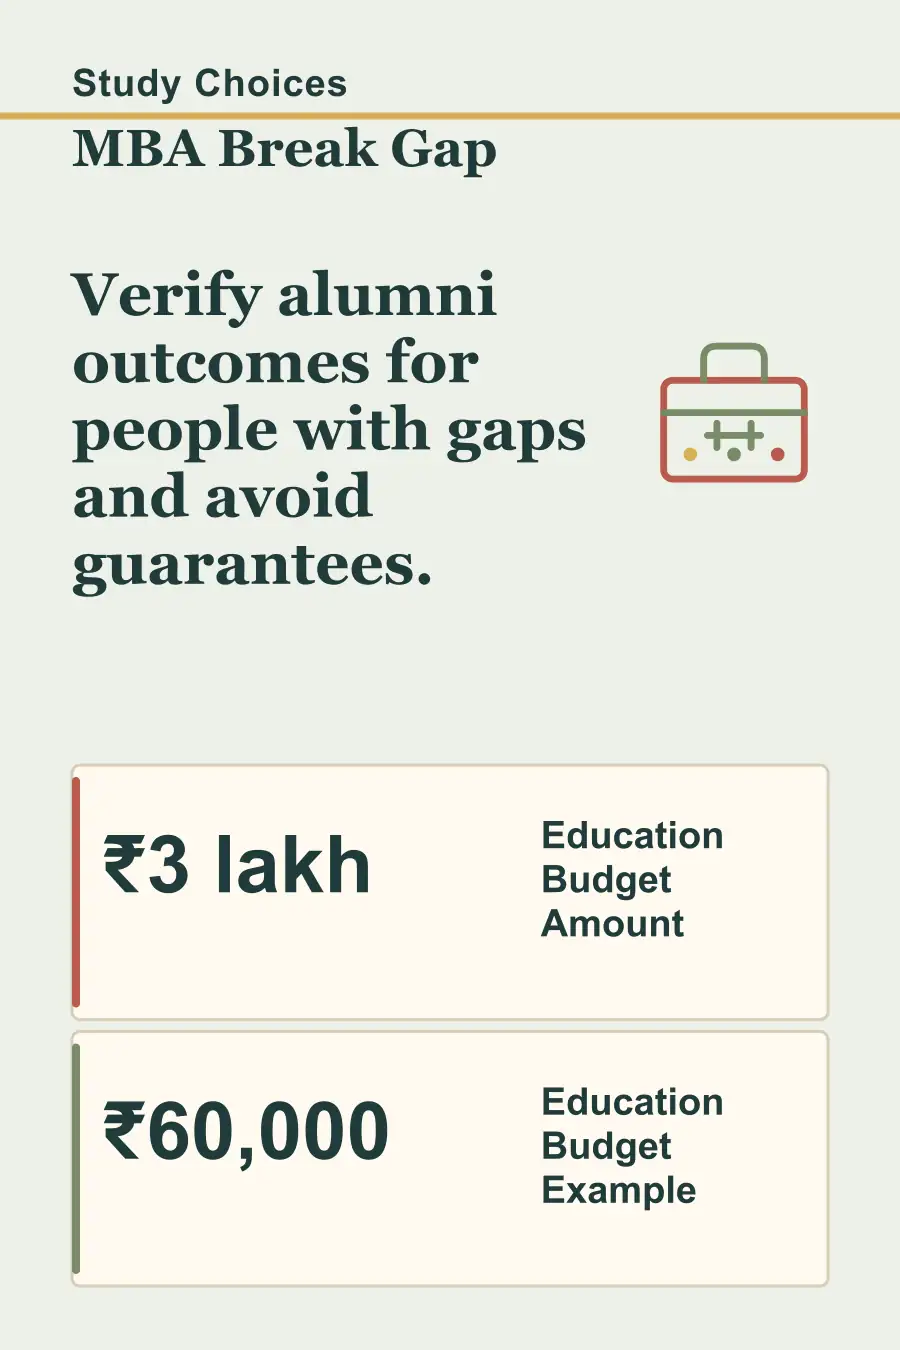 Study Choices
MBA Break Gap
Verify alumni
outcomes for
people with gaps
and avoid
guarantees.
₹3 lakh
Education
Budget
Amount
₹60,000
Education
Budget
Example